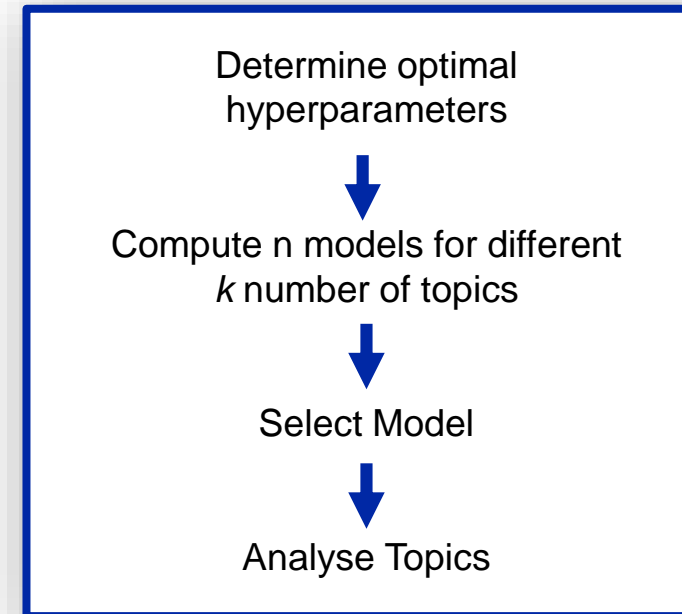 Determine optimal
hyperparameters
Compute n models for different
k number of topics
Select Model
Analyse Topics